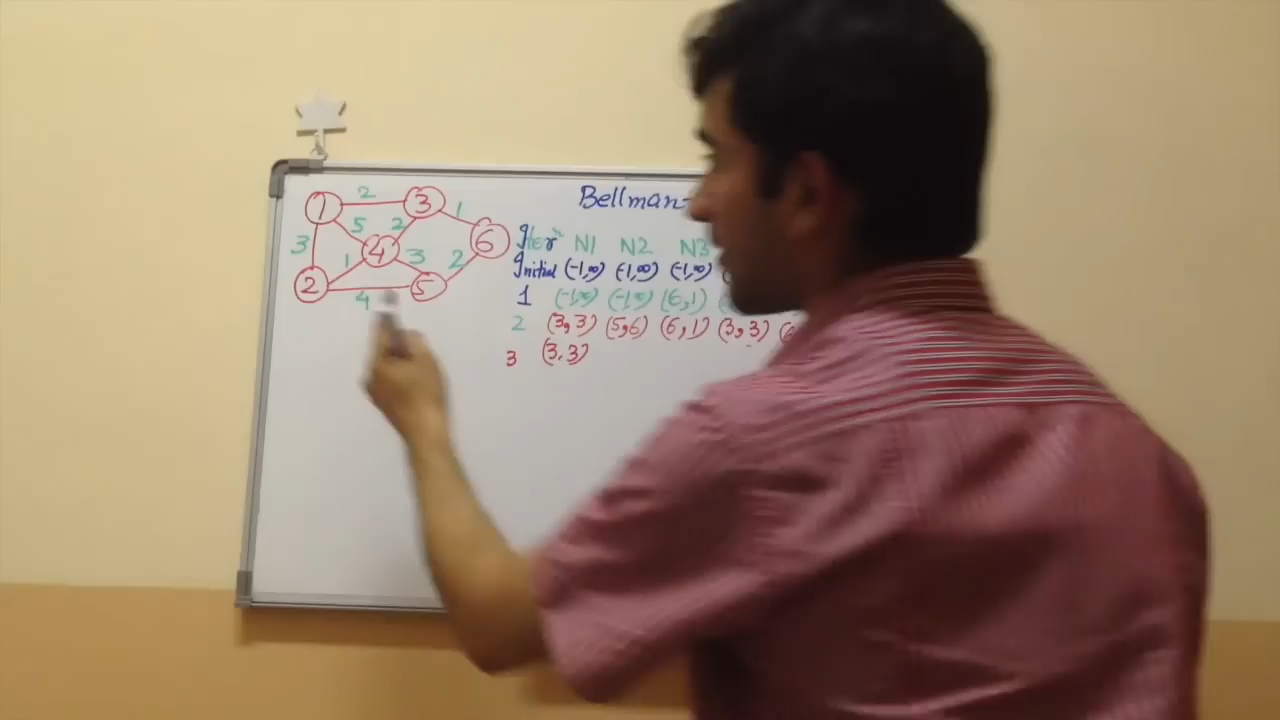 Bellman-
1 2 3 1
3 5 2 4 3 6
1 2
2 4 5
Iterⁿ N1 N2 N3
Initial (-1,∞) (-1,∞) (-1,∞) (
1 (-1,∞) (-1,∞) (6,1) (
2 (3,3) (5,6) (6,1) (3,3) (6
3 (3,3)